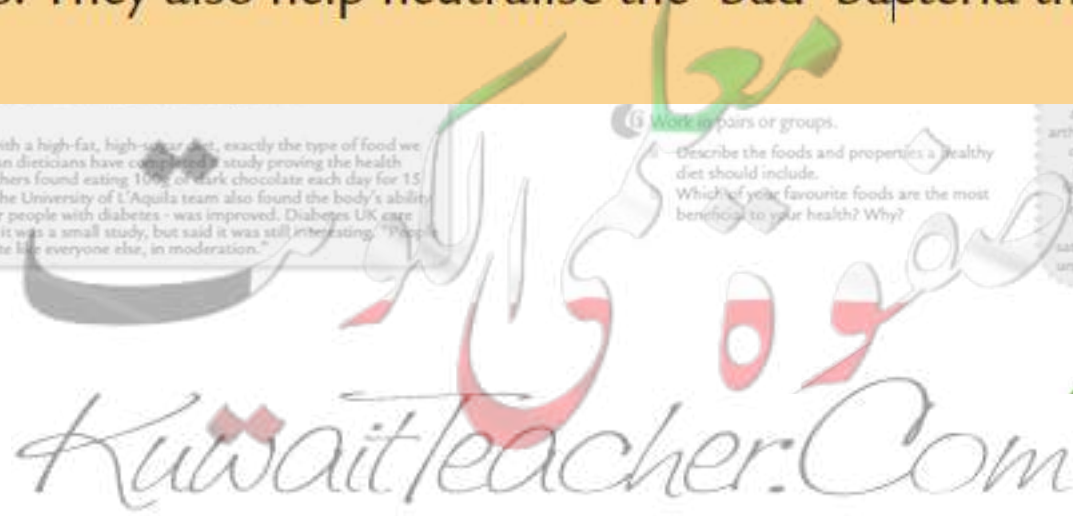 They also help neutralise the "bad" bacteria
with a high-fat, high-sugar diet, exactly the type of food we
dieticians have completed a study proving the health
found eating 100g of dark chocolate each day for 15
University of L'Aquila team also found the body's ability
people with diabetes - was improved. Diabetes UK care
it was a small study, but said it was still interesting. "People
like everyone else, in moderation."
6 Work in pairs or groups.
Describe the foods and properties a healthy
diet should include.
Which of your favourite foods are the most
beneficial to your health? Why?
صفوة معلمى الكويت
KuwaitTeacher.Com